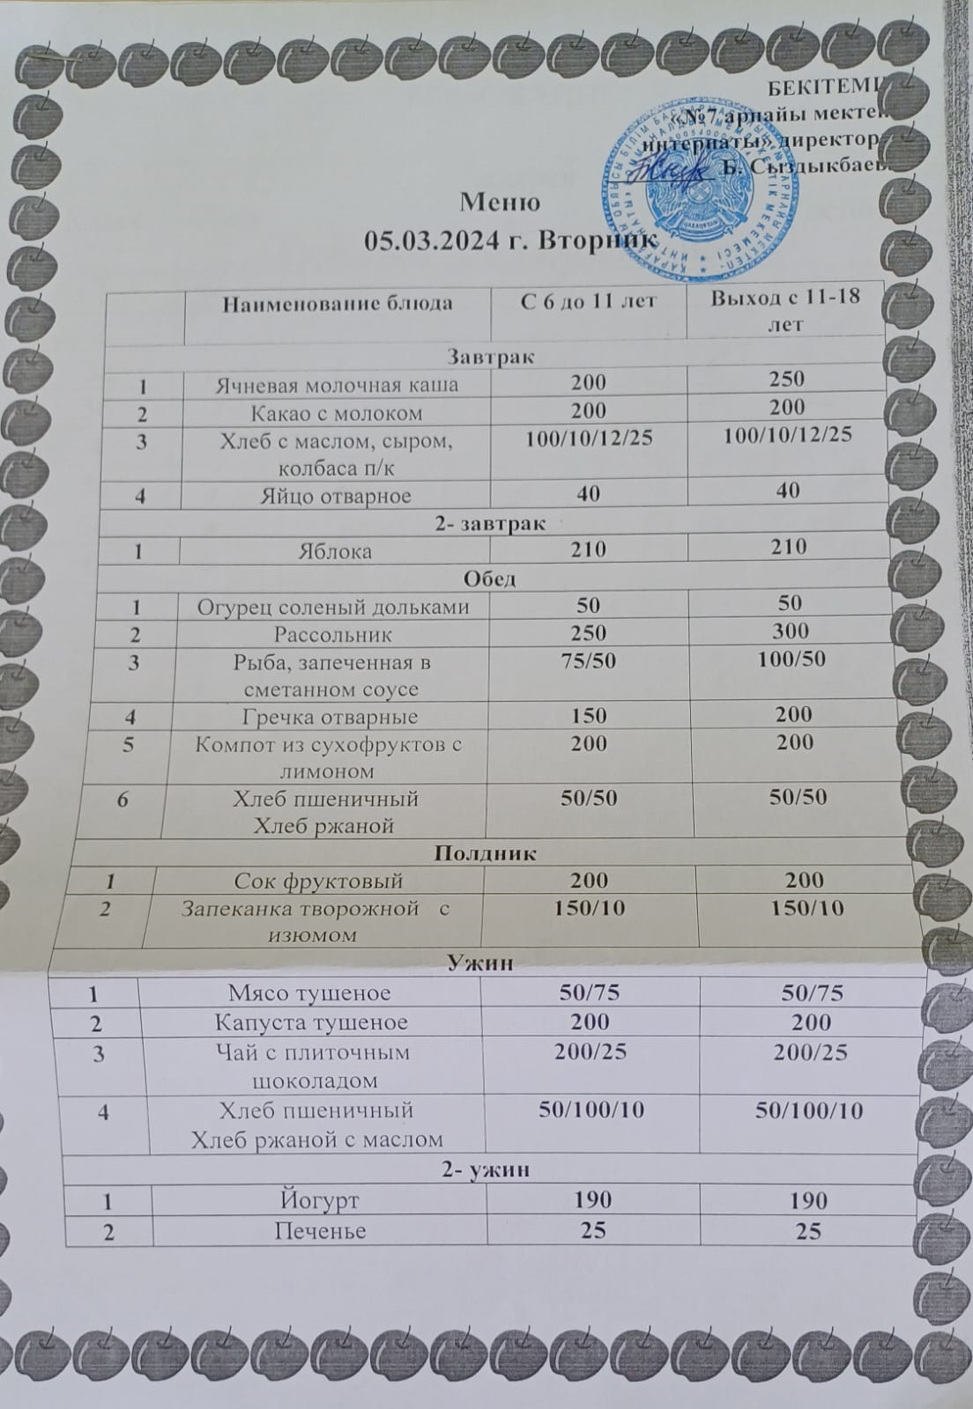 БЕКІТЕМІ
«№7 арнайы мектеп
интернаты» директор
Б. Сыздыкбаев
Меню
05.03.2024 г. Вторник
Наименование блюда С 6 до 11 лет Выход с 11-18
лет
Завтрак
1 Ячневая молочная каша 200 250
2 Какао с молоком 200 200
3 Хлеб с маслом, сыром, 100/10/12/25 100/10/12/25
колбаса п/к
4 Яйцо отварное 40 40
2- завтрак
1 Яблока 210 210
Обед
1 Огурец соленый дольками 50 50
2 Рассольник 250 300
3 Рыба, запеченная в 75/50 100/50
сметанном соусе
4 Гречка отварные 150 200
5 Компот из сухофруктов с 200 200
лимоном
6 Хлеб пшеничный 50/50 50/50
Хлеб ржаной
Полдник
1 Сок фруктовый 200 200
2 Запеканка творожной с 150/10 150/10
изюмом
Ужин
1 Мясо тушеное 50/75 50/75
2 Капуста тушеное 200 200
3 Чай с плиточным 200/25 200/25
шоколадом
4 Хлеб пшеничный 50/100/10 50/100/10
Хлеб ржаной с маслом
2- ужин
1 Йогурт 190 190
2 Печенье 25 25